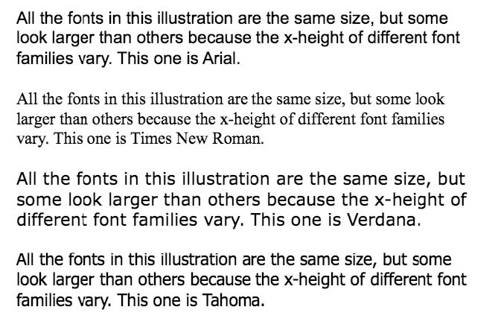 All the fonts in this illustration are the same size, but some
look larger than others because the x-height of different font
families vary. This one is Arial.
All the fonts in this illustration are the same size, but some look
larger than others because the x-height of different font families
vary. This one is Times New Roman.
All the fonts in this illustration are the same size, but
some look larger than others because the x-height of
different font families vary. This one is Verdana.
All the fonts in this illustration are the same size, but some
look larger than others because the x-height of different font
families vary. This one is Tahoma.